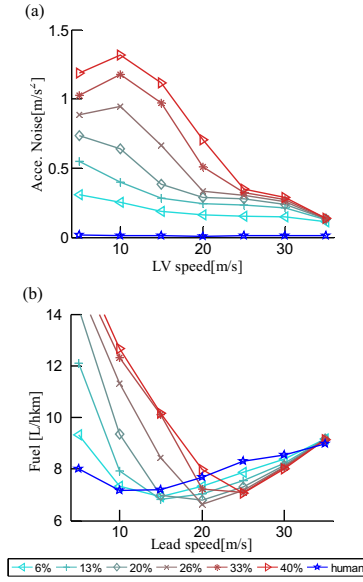 (a)
1.5
1
0.5
0
Acce. Noise[m/s²]
10
20
30
LV speed[m/s]
(b)
14
12
10
8
6
Fuel [L/hkm]
10
20
30
Lead speed[m/s]
6% 13% 20% 26% 33% 40% human